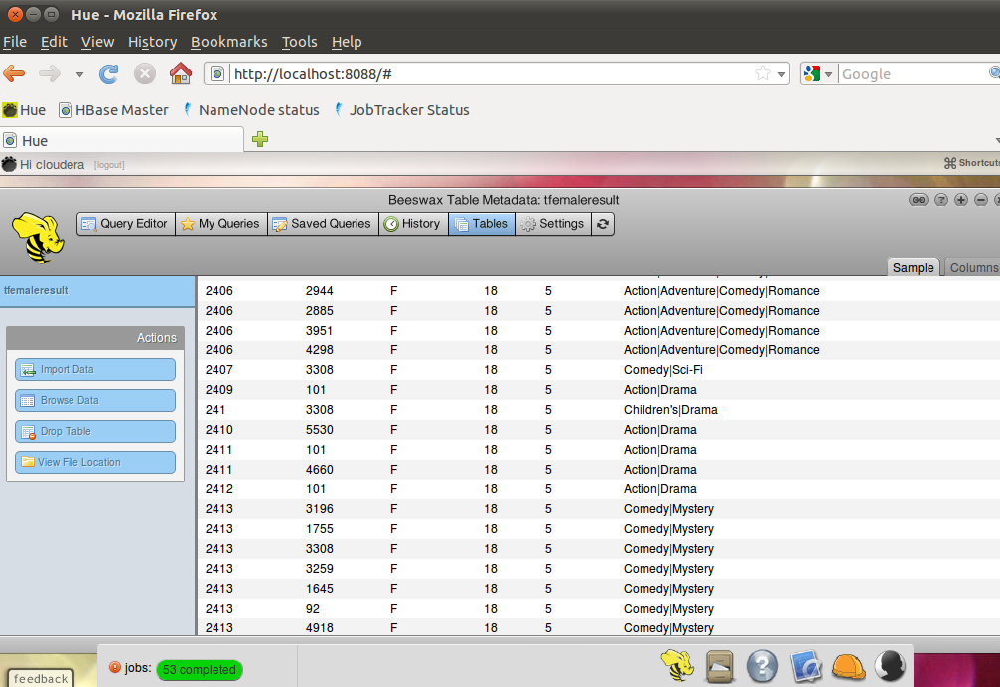 Hue - Mozilla Firefox
File Edit View History Bookmarks Tools Help
http://localhost:8088/# Google
Hue HBase Master NameNode status JobTracker Status
Hue
Hi cloudera [logout] Shortcuts
Beeswax Table Metadata: tfemaleresult
Query Editor My Queries Saved Queries History Tables Settings
Sample Columns
tfemaleresult
Actions
Import Data
Browse Data
Drop Table
View File Location
2406 2944 F 18 5 Action|Adventure|Comedy|Romance
2406 2885 F 18 5 Action|Adventure|Comedy|Romance
2406 3951 F 18 5 Action|Adventure|Comedy|Romance
2406 4298 F 18 5 Action|Adventure|Comedy|Romance
2407 3308 F 18 5 Comedy|Sci-Fi
2409 101 F 18 5 Action|Drama
241 3308 F 18 5 Children's|Drama
2410 5530 F 18 5 Action|Drama
2411 101 F 18 5 Action|Drama
2411 4660 F 18 5 Action|Drama
2412 101 F 18 5 Action|Drama
2413 3196 F 18 5 Comedy|Mystery
2413 1755 F 18 5 Comedy|Mystery
2413 3308 F 18 5 Comedy|Mystery
2413 3259 F 18 5 Comedy|Mystery
2413 1645 F 18 5 Comedy|Mystery
2413 92 F 18 5 Comedy|Mystery
2413 4918 F 18 5 Comedy|Mystery
jobs: 53 completed
feedback